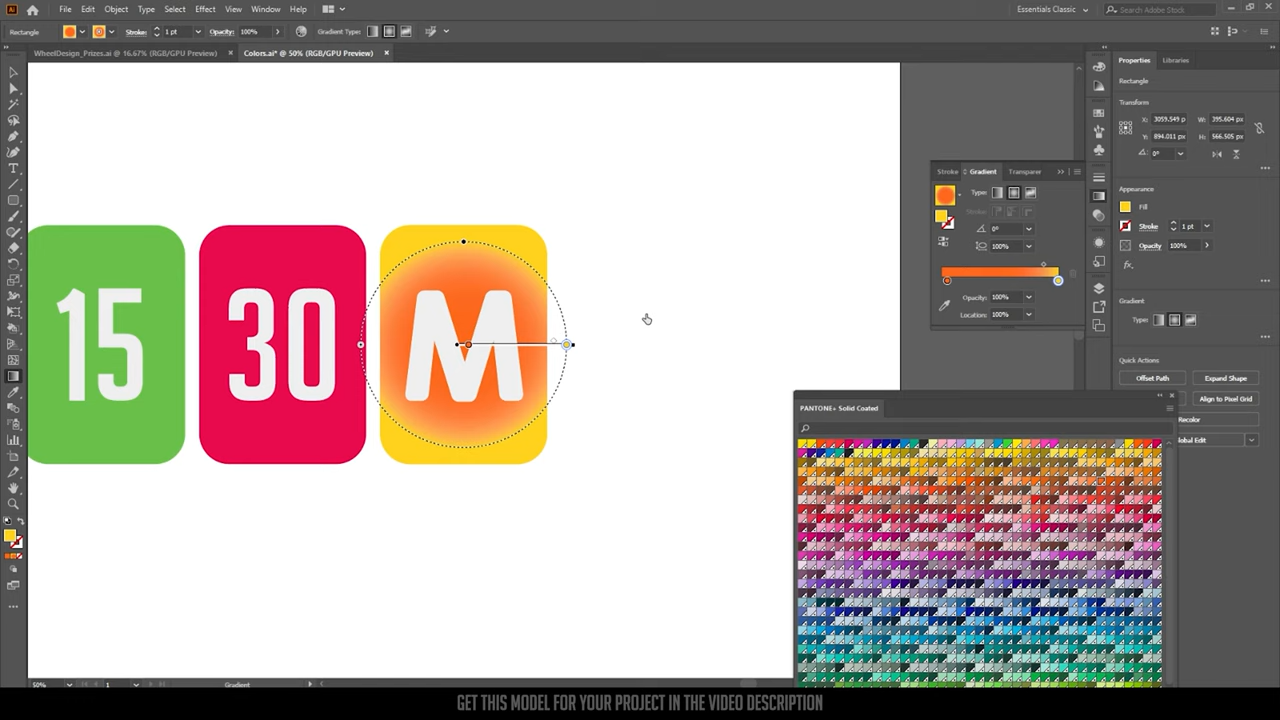 Ai
File Edit Object Type Select Effect View Window Help
Essentials Classic
Search Adobe Stock
Rectangle
Stroke:
1 pt
Opacity:
100%
Gradient Type:
WheelDesign_Prizes.ai @ 16.67% (RGB/GPU Preview) ×
Colors.ai* @ 50% (RGB/GPU Preview) ×
15
30
M
Stroke
Gradient
Transparer
Type:
Stroke:
0°
100%
Opacity:
100%
Location:
100%
Properties
Libraries
Rectangle
Transform
X:
3059.549 p
W:
395.604 px
Y:
894.011 px
H:
566.505 px
0°
Appearance
Fill
Stroke
1 pt
Opacity
100%
fx.
Gradient
Type:
Quick Actions
Offset Path
Expand Shape
Align to Pixel Grid
Recolor
lobal Edit
PANTONE+ Solid Coated
50%
1
Gradient
GET THIS MODEL FOR YOUR PROJECT IN THE VIDEO DESCRIPTION